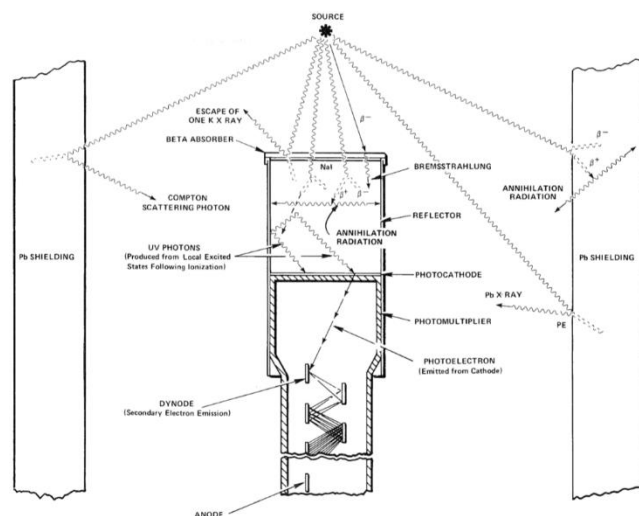 SOURCE
ESCAPE OF
ONE K X RAY
BETA ABSORBER
β−
NaI
BREMSSTRAHLUNG
β−
β+
ANNIHILATION
RADIATION
COMPTON
SCATTERING PHOTON
β+
β−
REFLECTOR
ANNIHILATION
RADIATION
Pb SHIELDING
UV PHOTONS
(Produced from Local Excited
States Following Ionization)
Pb SHIELDING
PHOTOCATHODE
Pb X-RAY
PE
PHOTOMULTIPLIER
PHOTOELECTRON
(Emitted from Cathode)
DYNODE
(Secondary Electron Emission)
ANODE